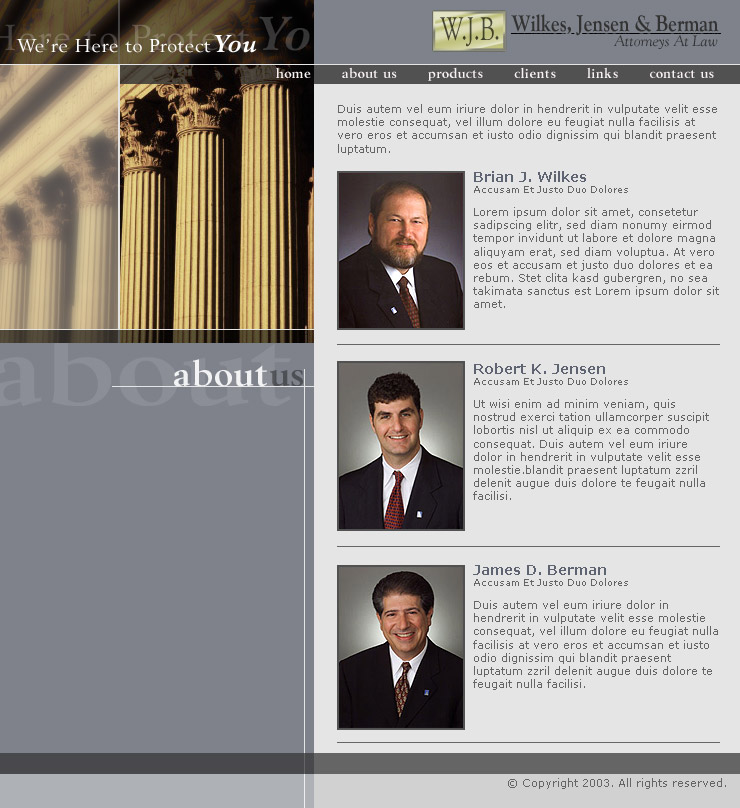 Here to Protect Yo
We're Here to Protect You
W.J.B.
Wilkes, Jensen & Berman
Attorneys At Law
home about us products clients links contact us
Duis autem vel eum iriure dolor in hendrerit in vulputate velit esse
molestie consequat, vel illum dolore eu feugiat nulla facilisis at
vero eros et accumsan et iusto odio dignissim qui blandit praesent
luptatum.
Brian J. Wilkes
Accusam Et Justo Duo Dolores
Lorem ipsum dolor sit amet, consetetur
sadipscing elitr, sed diam nonumy eirmod
tempor invidunt ut labore et dolore magna
aliquyam erat, sed diam voluptua. At vero
eos et accusam et justo duo dolores et ea
rebum. Stet clita kasd gubergren, no sea
takimata sanctus est Lorem ipsum dolor sit
amet.
about
aboutus
Robert K. Jensen
Accusam Et Justo Duo Dolores
Ut wisi enim ad minim veniam, quis
nostrud exerci tation ullamcorper suscipit
lobortis nisl ut aliquip ex ea commodo
consequat. Duis autem vel eum iriure
dolor in hendrerit in vulputate velit esse
molestie.blandit praesent luptatum zzril
delenit augue duis dolore te feugait nulla
facilisi.
James D. Berman
Accusam Et Justo Duo Dolores
Duis autem vel eum iriure dolor in
hendrerit in vulputate velit esse molestie
consequat, vel illum dolore eu feugiat nulla
facilisis at vero eros et accumsan et iusto
odio dignissim qui blandit praesent
luptatum zzril delenit augue duis dolore te
feugait nulla facilisi.
© Copyright 2003. All rights reserved.